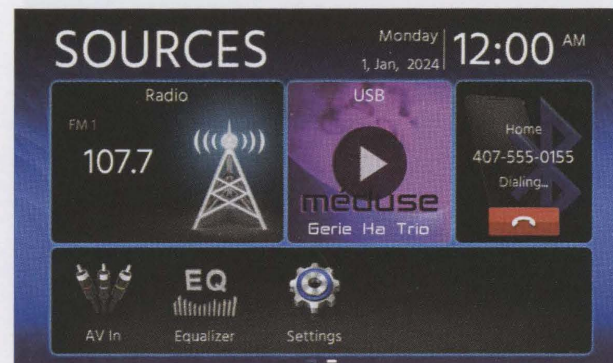 SOURCES
Monday
1, Jan, 2024
12:00 AM
Radio
FM 1
107.7
USB
méduse
Gerie Ha Trio
Home
407-555-0155
Dialing...
AV In
EQ
Equalizer
Settings